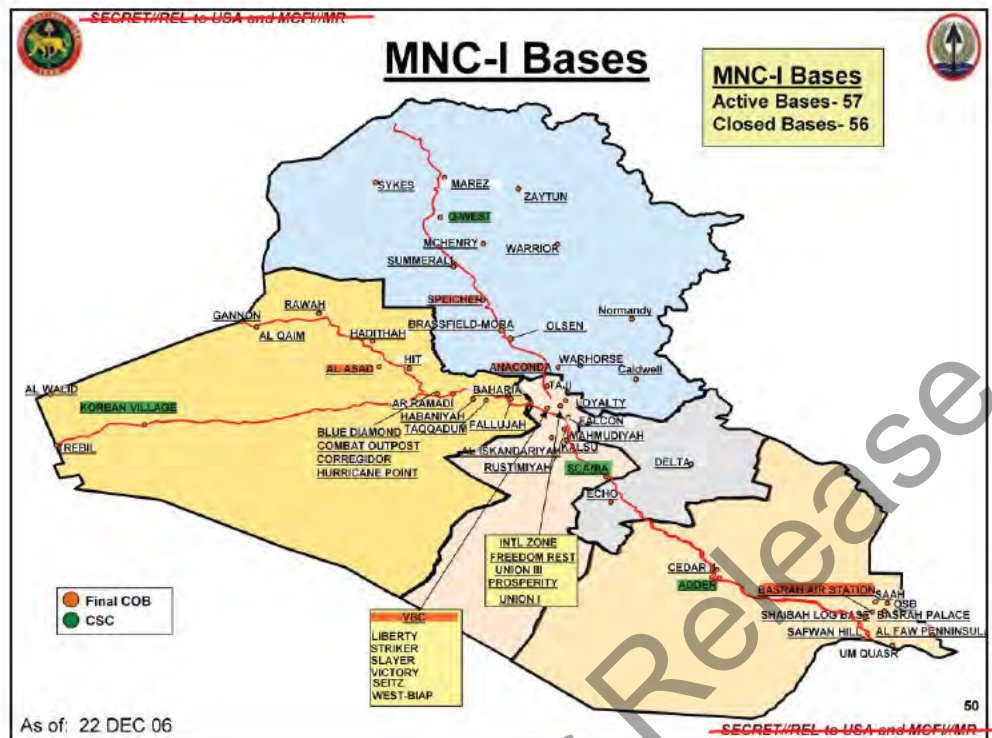 SECRET//REL to USA and MCFI//MR
MNC-I Bases
MNC-I Bases
Active Bases- 57
Closed Bases- 56
SYKES
MAREZ
ZAYTUN
Q-WEST
MCHENRY
WARRIOR
SUMMERALL
SPEICHER
RAWAH
GANNON
AL QAIM
HADITHAH
BRASSFIELD-MORA
OLSEN
Normandy
AL ASAD
HIT
ANACONDA
WARHORSE
Caldwell
AL WALID
KOREAN VILLAGE
TREBIL
BAHARIA
TAJI
LOYALTY
AR RAMADI
HABANIYAH
TAQQADUM
FALLUJAH
FALCON
MAHMUDIYAH
KALSU
BLUE DIAMOND
COMBAT OUTPOST
CORREGIDOR
HURRICANE POINT
AL ISKANDARIYAH
RUSTIMIYAH
SCANIA
DELTA
ECHO
INTL ZONE
FREEDOM REST
UNION III
PROSPERITY
UNION I
CEDAR II
ADDER
BASRAH AIR STATION
SAAH
OSB
SHAIBAH LOG BASE
BASRAH PALACE
SAFWAN HILL
AL FAW PENNINSUL
UM QUASR
Final COB
CSC
VBC
LIBERTY
STRIKER
SLAYER
VICTORY
SEITZ
WEST-BIAP
Release
50
As of: 22 DEC 06
SECRET//REL to USA and MCFI//MR